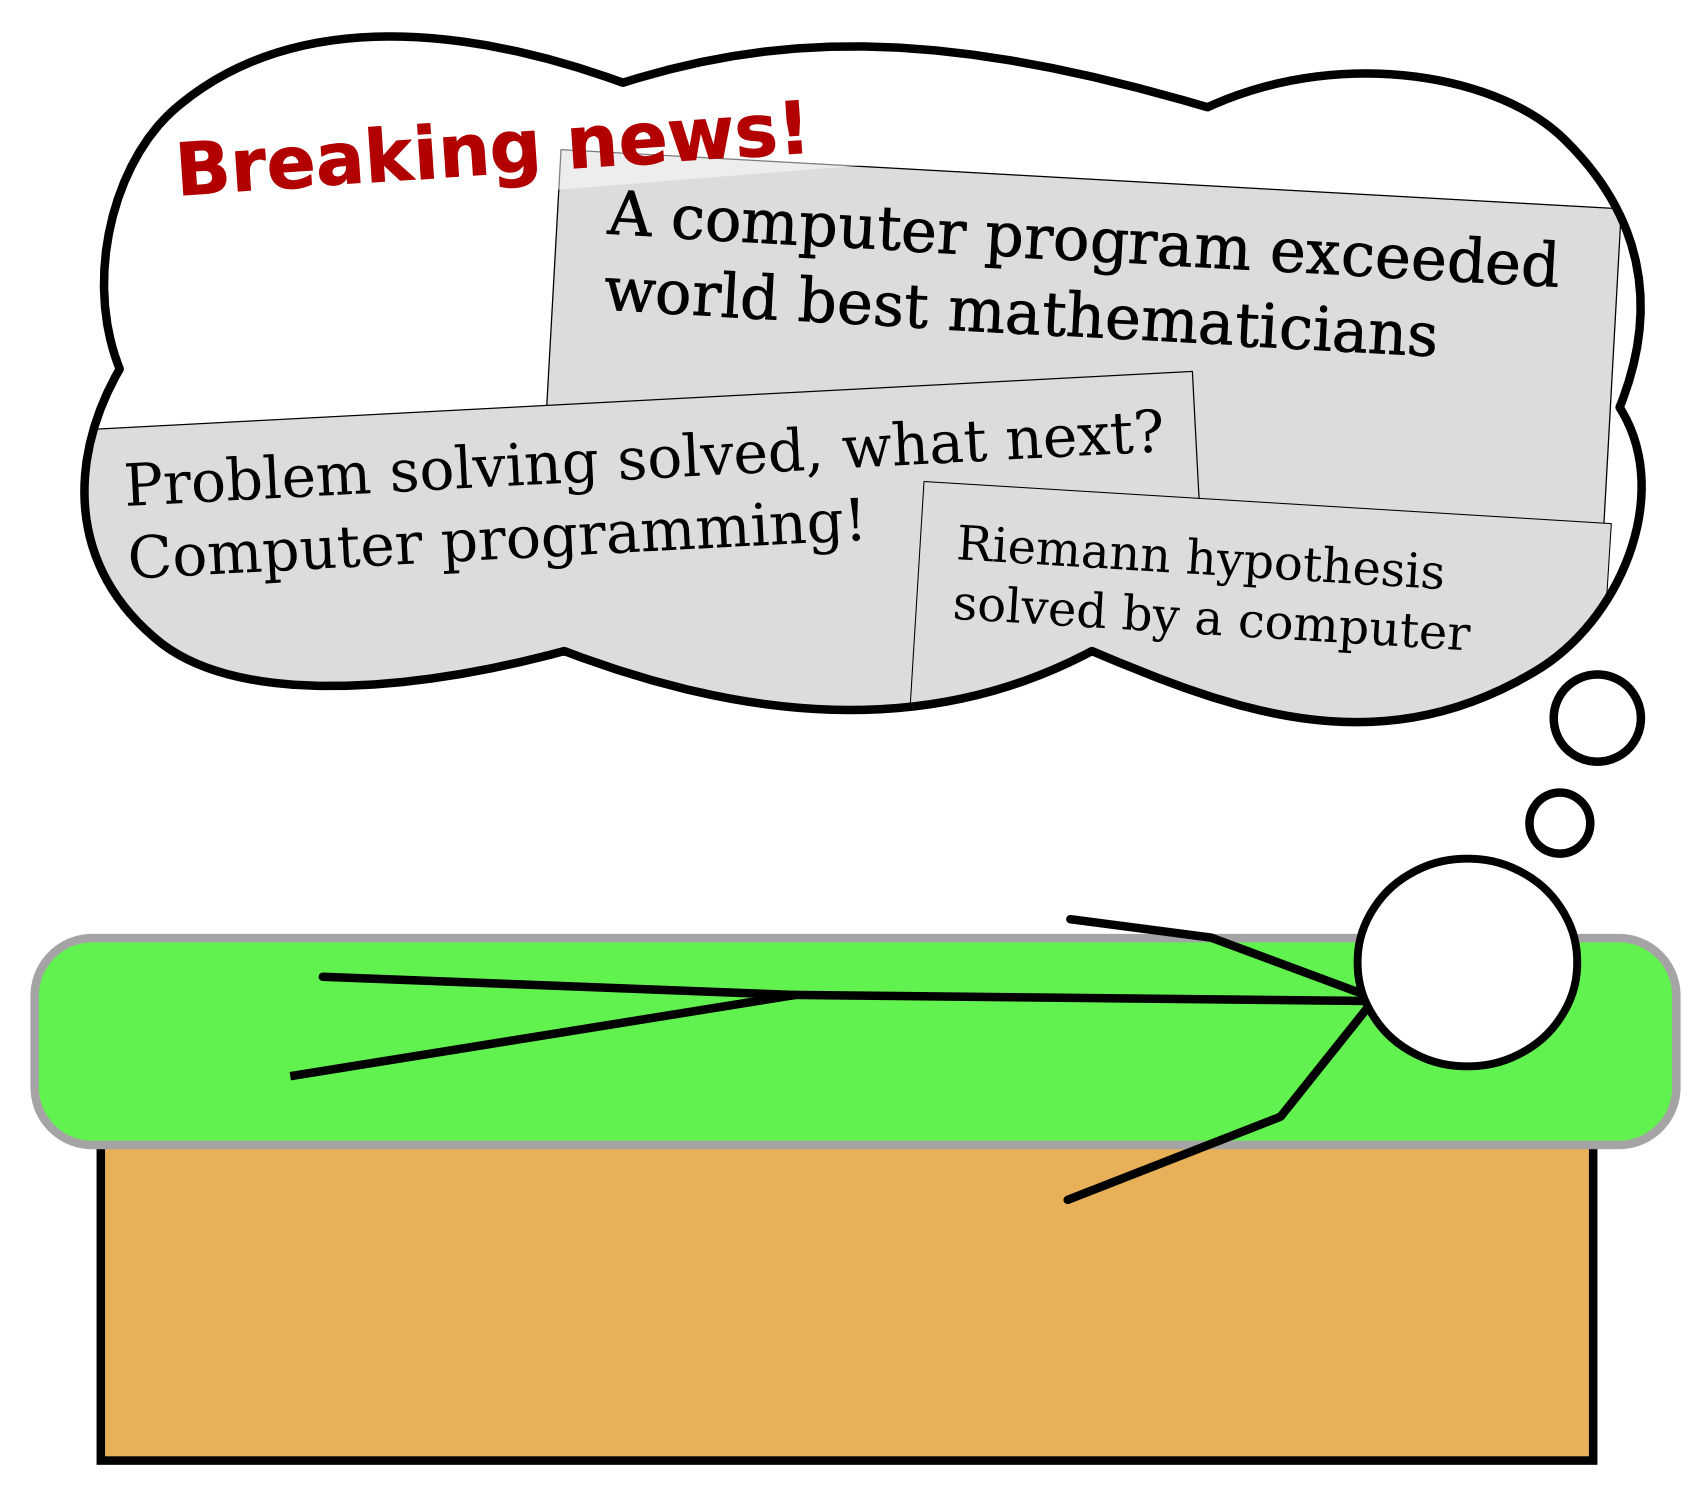 Breaking news!
A computer program exceeded
world best mathematicians
Problem solving solved, what next?
Computer programming!
Riemann hypothesis
solved by a computer